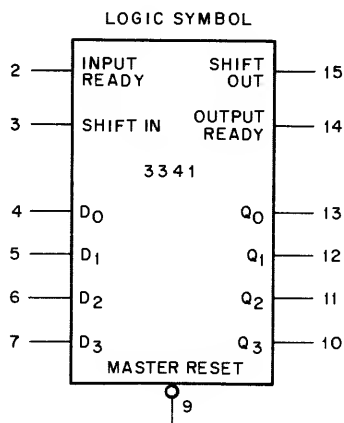 LOGIC SYMBOL
2 INPUT READY SHIFT OUT 15
3 SHIFT IN OUTPUT READY 14
3341
4 D0 Q0 13
5 D1 Q1 12
6 D2 Q2 11
7 D3 Q3 10
MASTER RESET
9